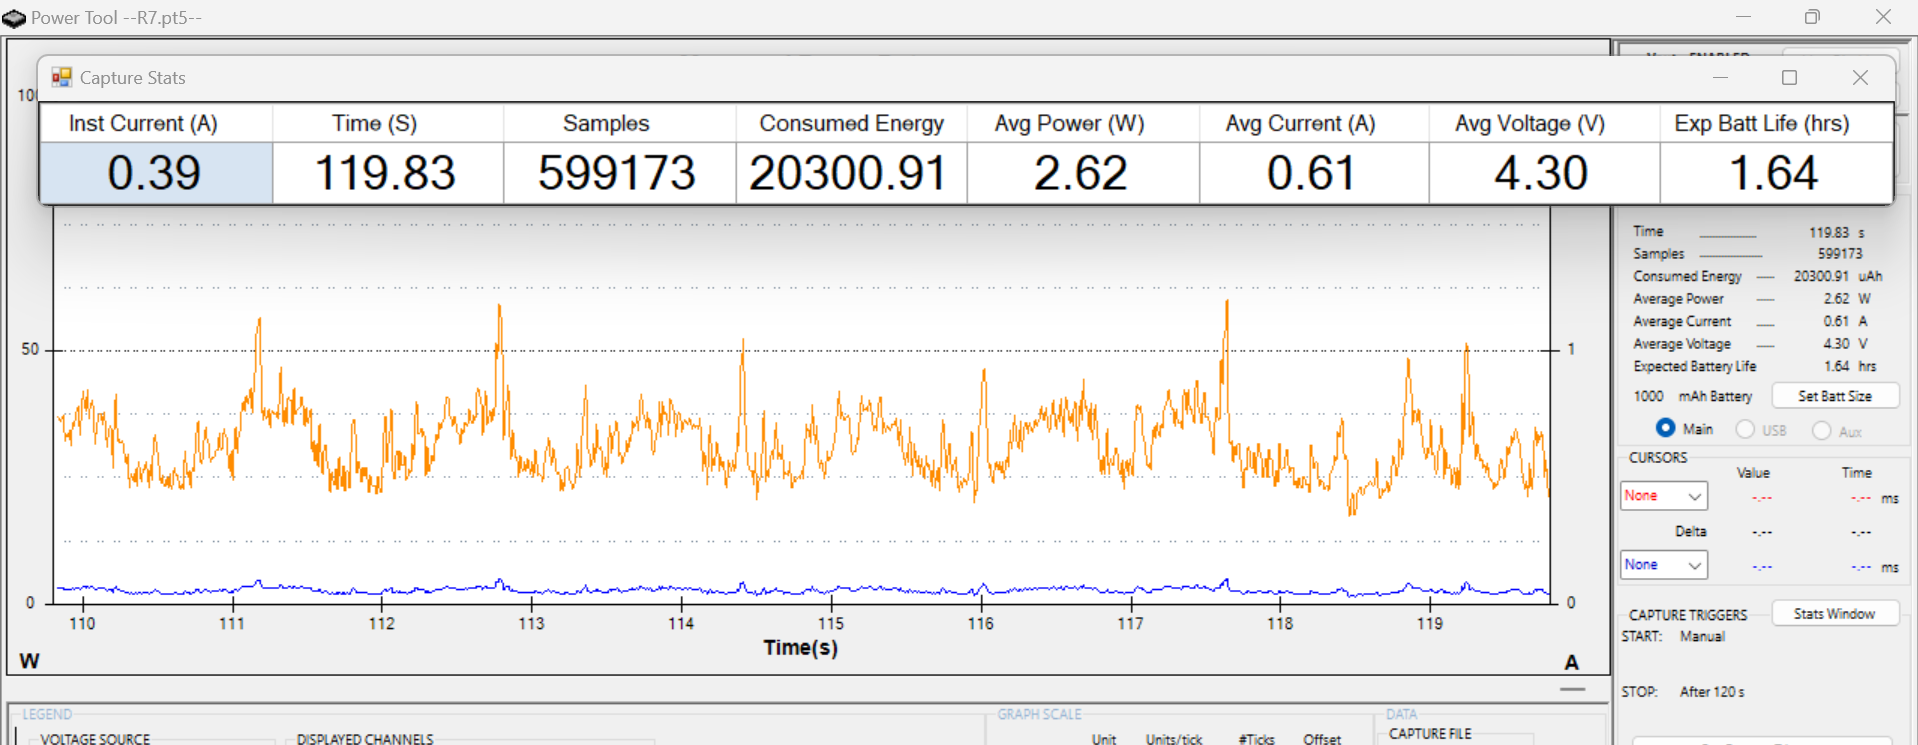 Power Tool --R7.pt5--
Capture Stats
Inst Current (A) Time (S) Samples Consumed Energy Avg Power (W) Avg Current (A) Avg Voltage (V) Exp Batt Life (hrs)
0.39 119.83 599173 20300.91 2.62 0.61 4.30 1.64
50
0
1
0
110 111 112 113 114 115 116 117 118 119
Time(s)
W
A
Time 119.83 s
Samples 599173
Consumed Energy 20300.91 uAh
Average Power 2.62 W
Average Current 0.61 A
Average Voltage 4.30 V
Expected Battery Life 1.64 hrs
1000 mAh Battery Set Batt Size
Main USB Aux
CURSORS
Value Time
None -.-- -.-- ms
Delta -.-- -.--
None -.-- -.-- ms
CAPTURE TRIGGERS Stats Window
START: Manual
STOP: After 120 s
LEGEND
VOLTAGE SOURCE DISPLAYED CHANNELS
GRAPH SCALE
Unit Units/tick #Ticks Offset
DATA
CAPTURE FILE